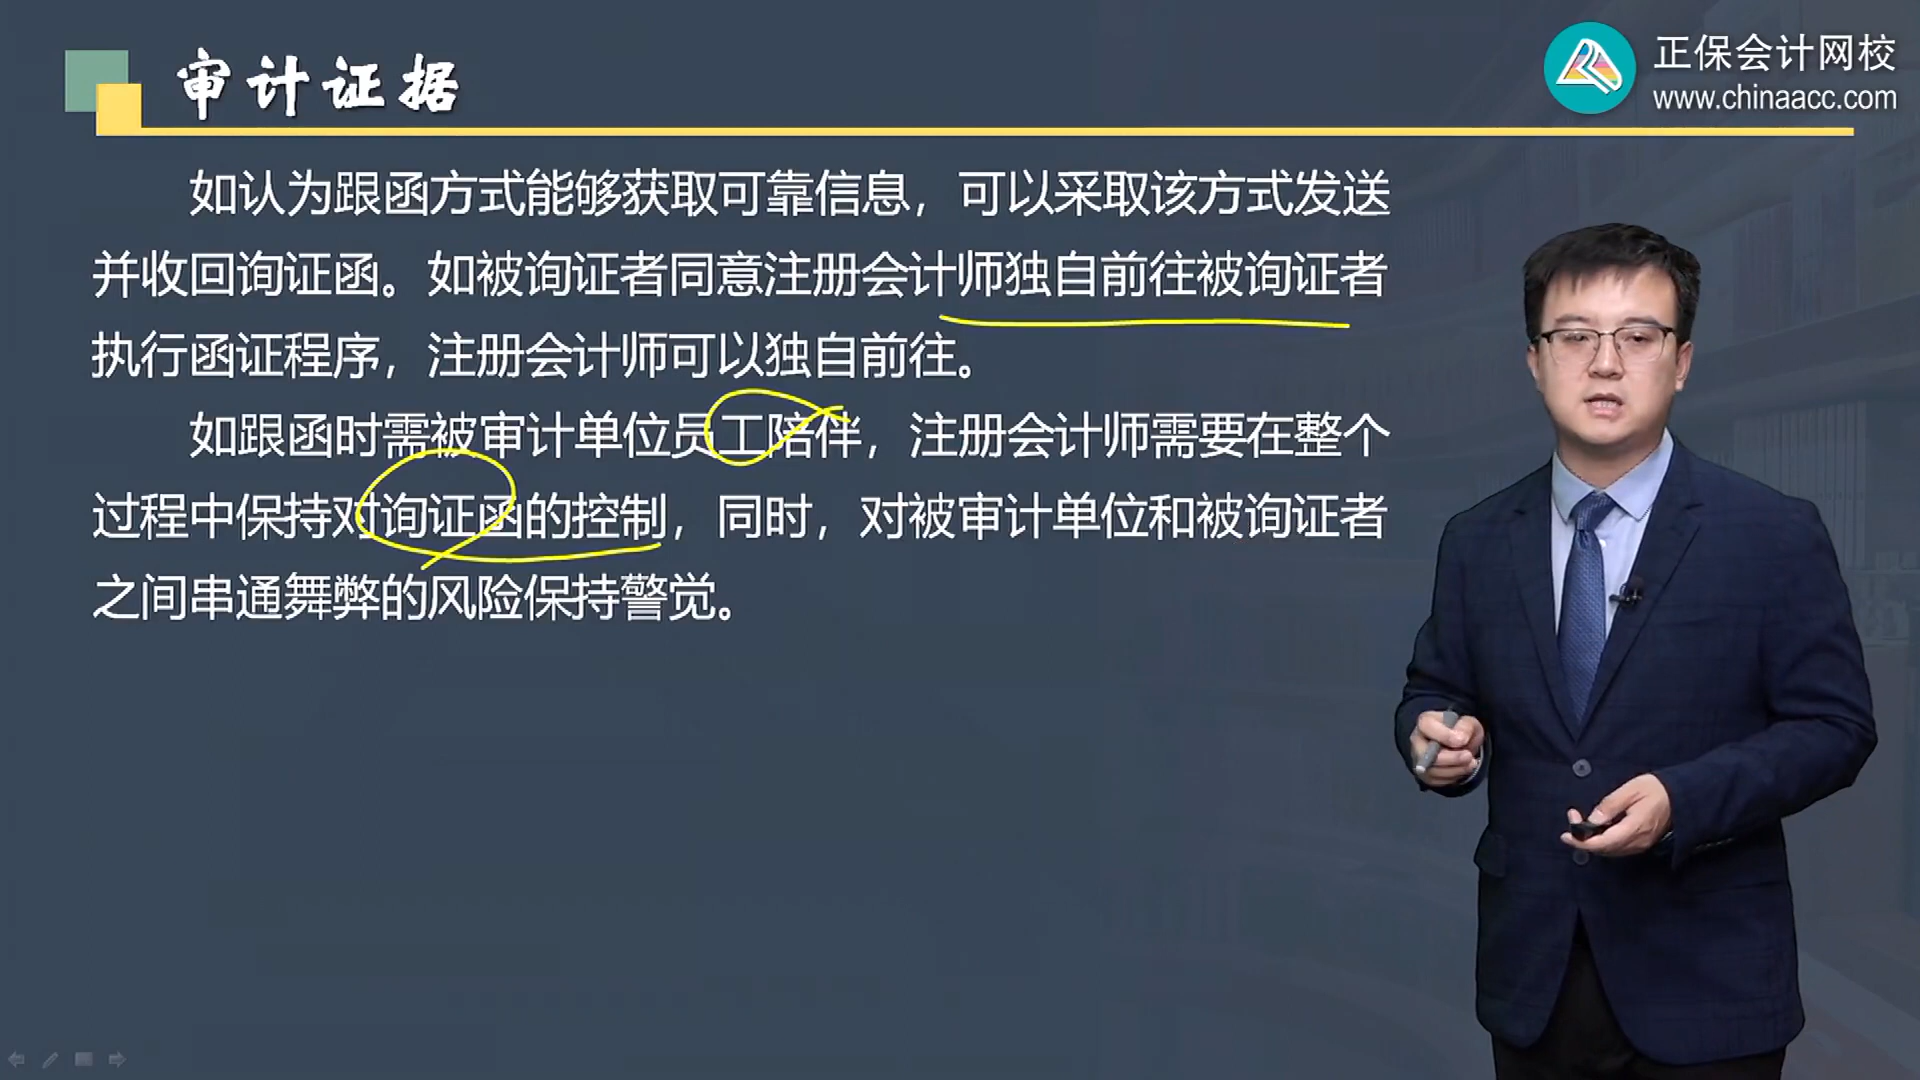 审计证据
正保会计网校
www.chinaacc.com
如认为跟函方式能够获取可靠信息，可以采取该方式发送
并收回询证函。如被询证者同意注册会计师独自前往被询证者
执行函证程序，注册会计师可以独自前往。
如跟函时需被审计单位员工陪伴，注册会计师需要在整个
过程中保持对询证函的控制，同时，对被审计单位和被询证者
之间串通舞弊的风险保持警觉。